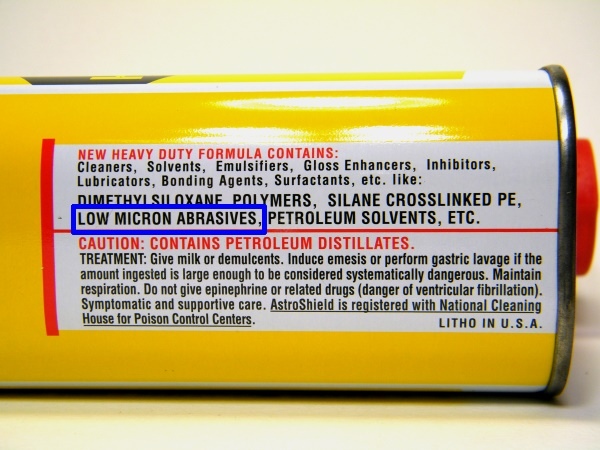 NEW HEAVY DUTY FORMULA CONTAINS:
Cleaners, Solvents, Emulsifiers, Gloss Enhancers, Inhibitors,
Lubricators, Bonding Agents, Surfactants, etc. like:
DIMETHYLSILOXANE POLYMERS, SILANE CROSSLINKED PE,
LOW MICRON ABRASIVES, PETROLEUM SOLVENTS, ETC.
CAUTION: CONTAINS PETROLEUM DISTILLATES.
TREATMENT: Give milk or demulcents. Induce emesis or perform gastric lavage if the
amount ingested is large enough to be considered systematically dangerous. Maintain
respiration. Do not give epinephrine or related drugs (danger of ventricular fibrillation).
Symptomatic and supportive care. AstroShield is registered with National Cleaning
House for Poison Control Centers.
LITHO IN U.S.A.